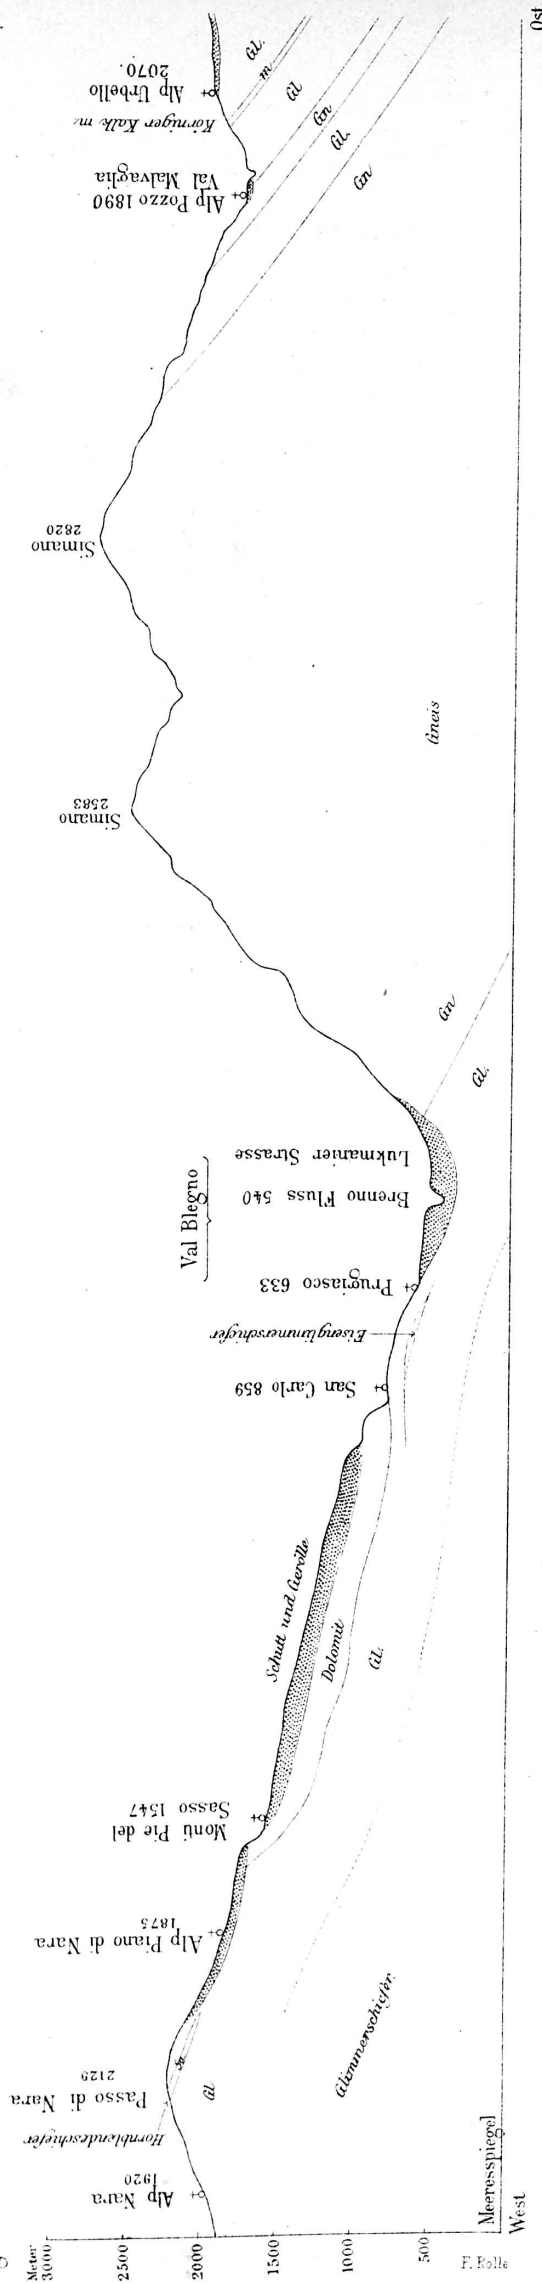 Meter
3000
2500
2000
1500
1000
500
Meeresspiegel
West
Ost
F. Rolle
Alp Nara
1920
Hornblendeschiefer
Passo di Nara
2129
Gl
Glimmerschiefer
Alp Piano di Nara
1875
Monti Pie del
Sasso 1547
Schutt und Gerölle
Dolomit
Gl.
San Carlo 859
Eisenglimmerschiefer
Prugiasco 633
Val Blegno
Brenno Fluss 540
Lukmanier Strasse
Gl.
Gn
Simano
2583
Gneis
Simano
2820
Gn
Gl.
Gn
Gl
m
Gl.
Alp Pozzo 1890
Val Malvaglia
Körniger Kalk m.
Alp Urbello
2070.